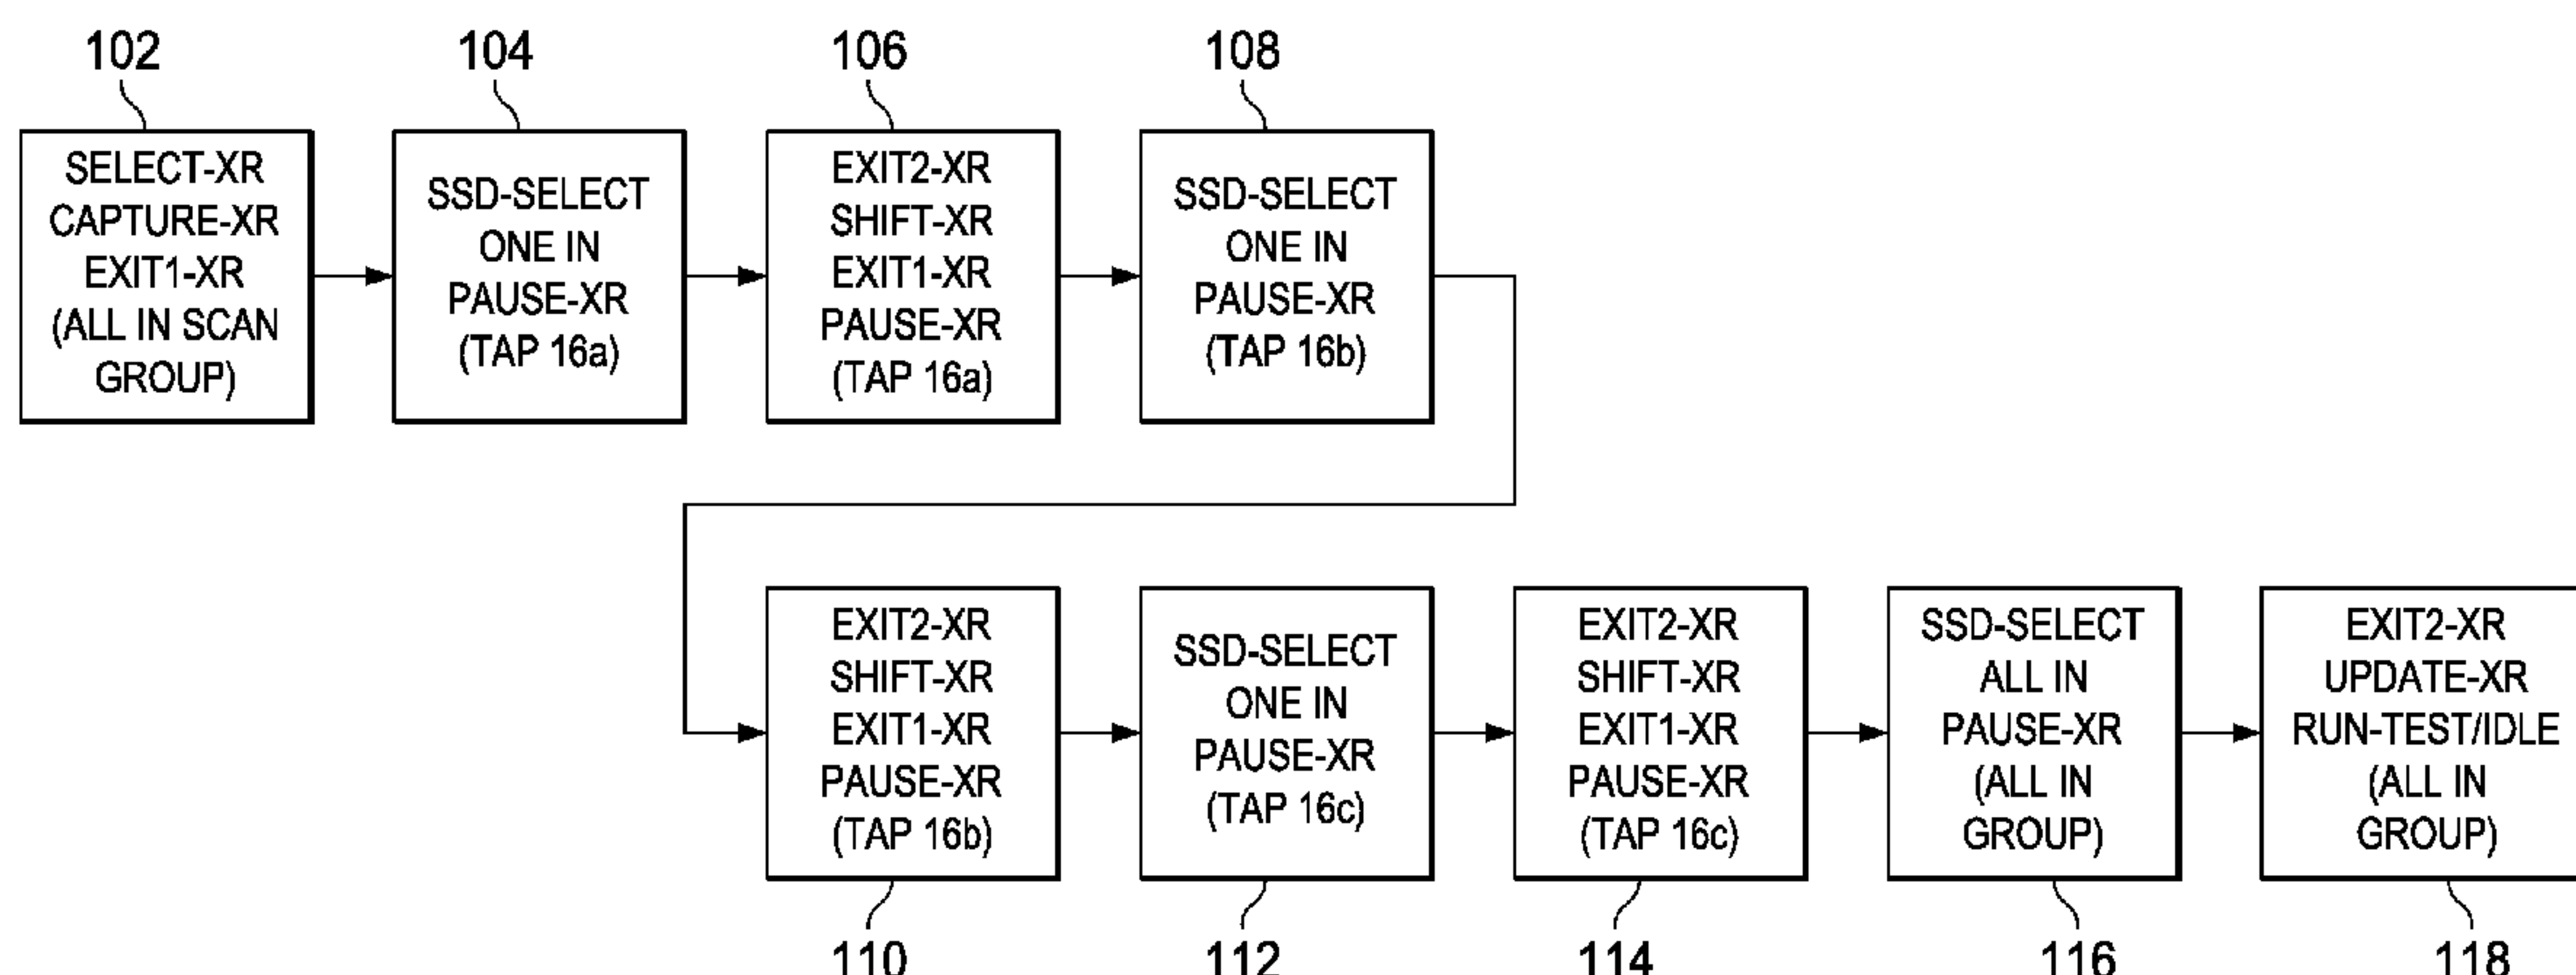 102
104
106
108
SELECT-XR
CAPTURE-XR
EXIT1-XR
(ALL IN SCAN
GROUP)
SSD-SELECT
ONE IN
PAUSE-XR
(TAP 16a)
EXIT2-XR
SHIFT-XR
EXIT1-XR
PAUSE-XR
(TAP 16a)
SSD-SELECT
ONE IN
PAUSE-XR
(TAP 16b)
EXIT2-XR
SHIFT-XR
EXIT1-XR
PAUSE-XR
(TAP 16b)
SSD-SELECT
ONE IN
PAUSE-XR
(TAP 16c)
EXIT2-XR
SHIFT-XR
EXIT1-XR
PAUSE-XR
(TAP 16c)
SSD-SELECT
ALL IN
PAUSE-XR
(ALL IN
GROUP)
EXIT2-XR
UPDATE-XR
RUN-TEST/IDLE
(ALL IN
GROUP)
110
112
114
116
118